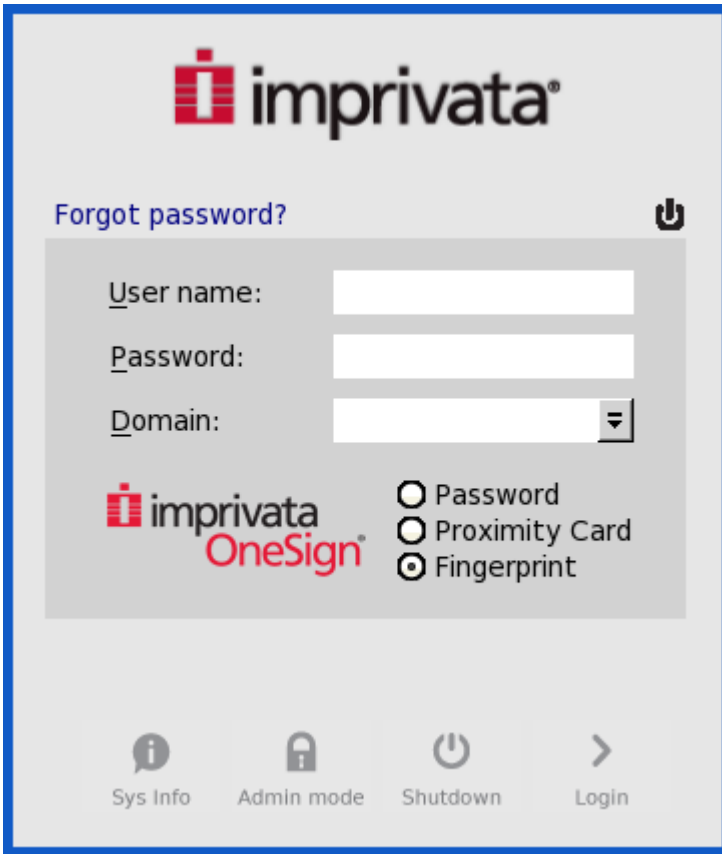 imprivata®
Forgot password?
User name:
Password:
Domain:
imprivata
OneSign®
Password
Proximity Card
Fingerprint
Sys Info Admin mode Shutdown Login